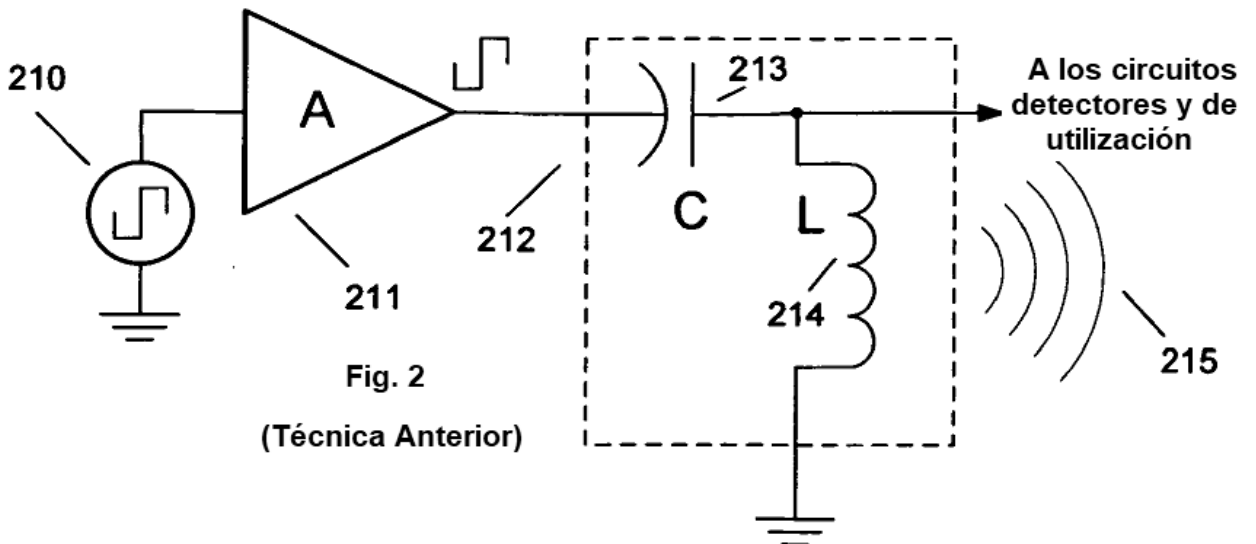 210
A
211
212
213
C
L
214
215
A los circuitos
detectores y de
utilización
Fig. 2
(Técnica Anterior)